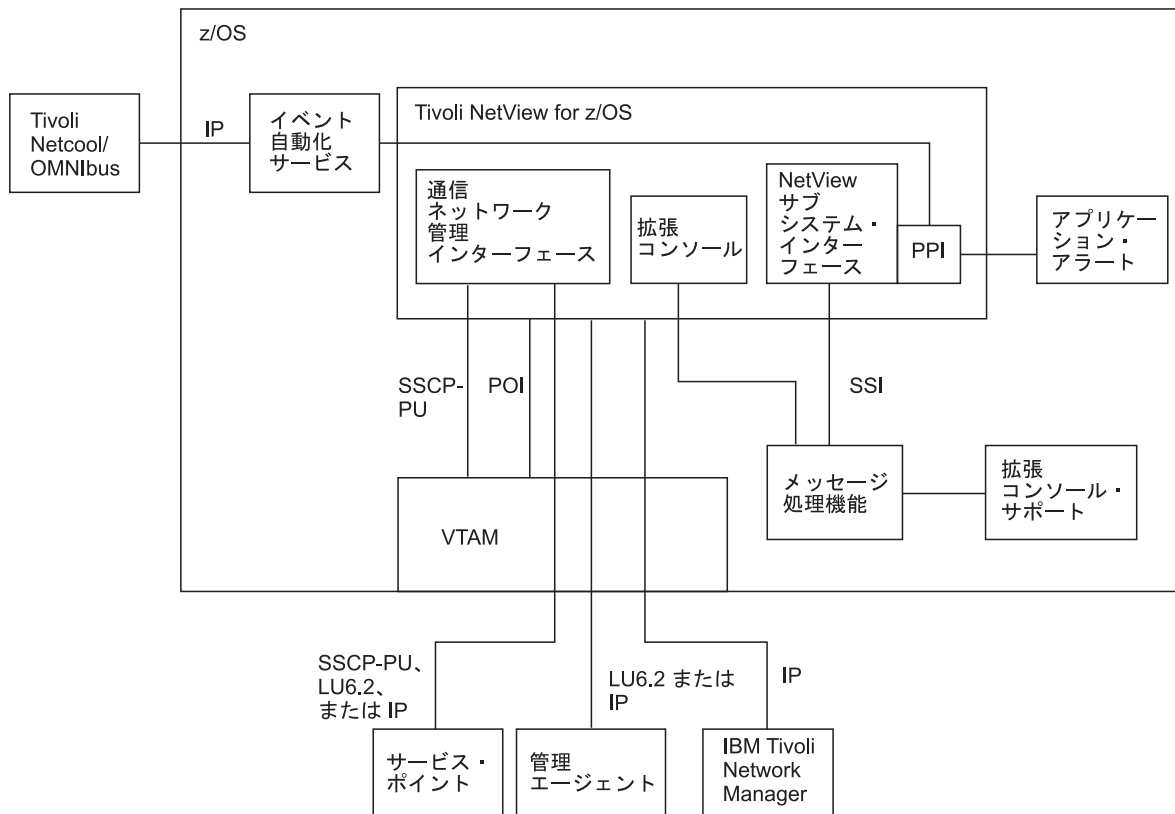 z/OS
Tivoli
Netcool/
OMNIbus
IP
イベント
自動化
サービス
Tivoli NetView for z/OS
通信
ネットワーク
管理
インターフェース
拡張
コンソール
NetView
サブ
システム・
インター
フェース
PPI
アプリケー
ション・
アラート
SSCP-
PU
POI
SSI
VTAM
メッセージ
処理機能
拡張
コンソール・
サポート
SSCP-PU、
LU6.2、
または IP
LU6.2 または
IP
IP
サービス・
ポイント
管理
エージェント
IBM Tivoli
Network
Manager